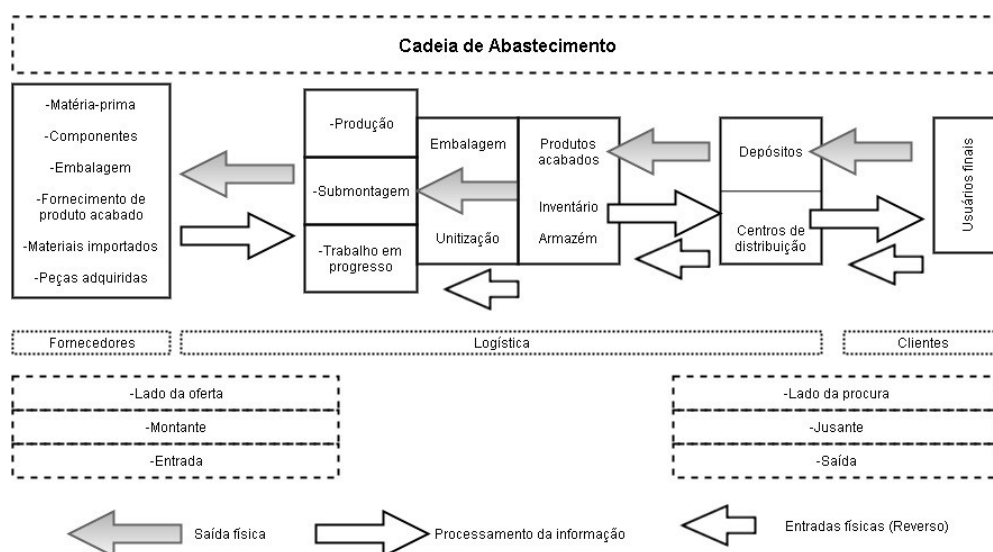 Cadeia de Abastecimento
-Matéria-prima
-Componentes
-Embalagem
-Fornecimento de
produto acabado
-Materiais importados
-Peças adquiridas
-Produção
-Submontagem
-Trabalho em
progresso
Embalagem
Unitização
Produtos
acabados
Inventário
Armazém
Depósitos
Centros de
distribuição
Usuários finais
Fornecedores
Logística
Clientes
-Lado da oferta
-Montante
-Entrada
-Lado da procura
-Jusante
-Saída
Saída física
Processamento da informação
Entradas físicas (Reverso)